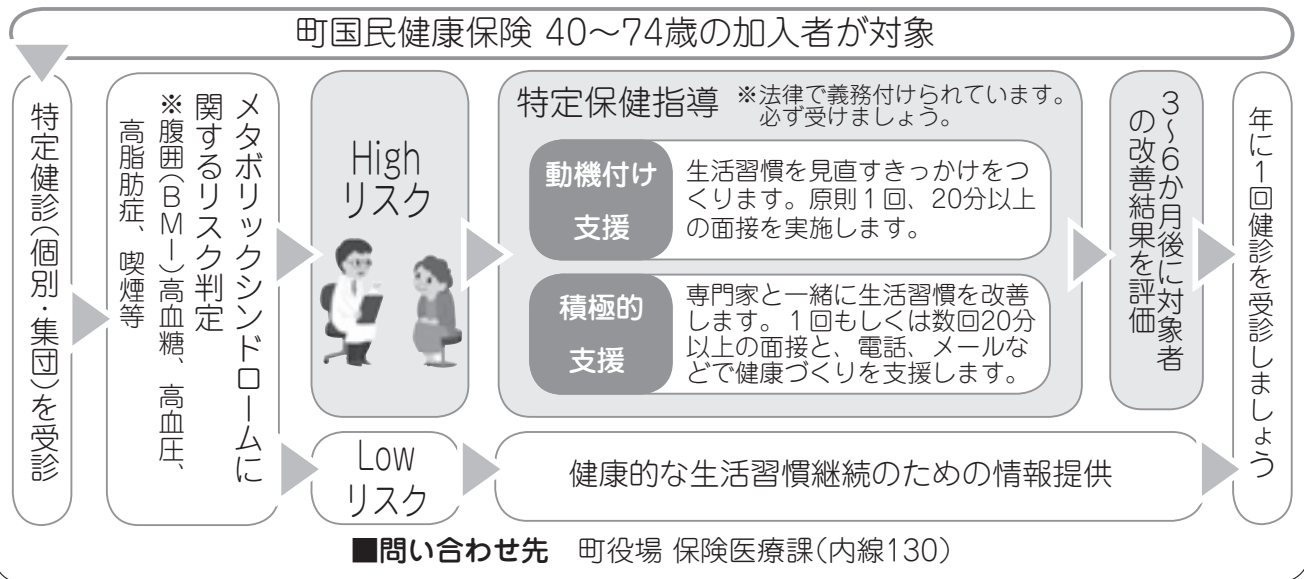 町国民健康保険 40～74歳の加入者が対象
特定健診（個別・集団）を受診
メタボリックシンドロームに
関するリスク判定
※腹囲（ＢＭＩ）高血糖、高血圧、
高脂肪症、喫煙等
High
リスク
特定保健指導 ※法律で義務付けられています。
必ず受けましょう。
動機付け
支援
生活習慣を見直すきっかけをつ
くります。原則１回、20分以上
の面接を実施します。
積極的
支援
専門家と一緒に生活習慣を改善
します。１回もしくは数回20分
以上の面接と、電話、メールな
どで健康づくりを支援します。
３～６か月後に対象者
の改善結果を評価
Low
リスク
健康的な生活習慣継続のための情報提供
年に１回健診を受診しましょう
■問い合わせ先 町役場 保険医療課（内線130）